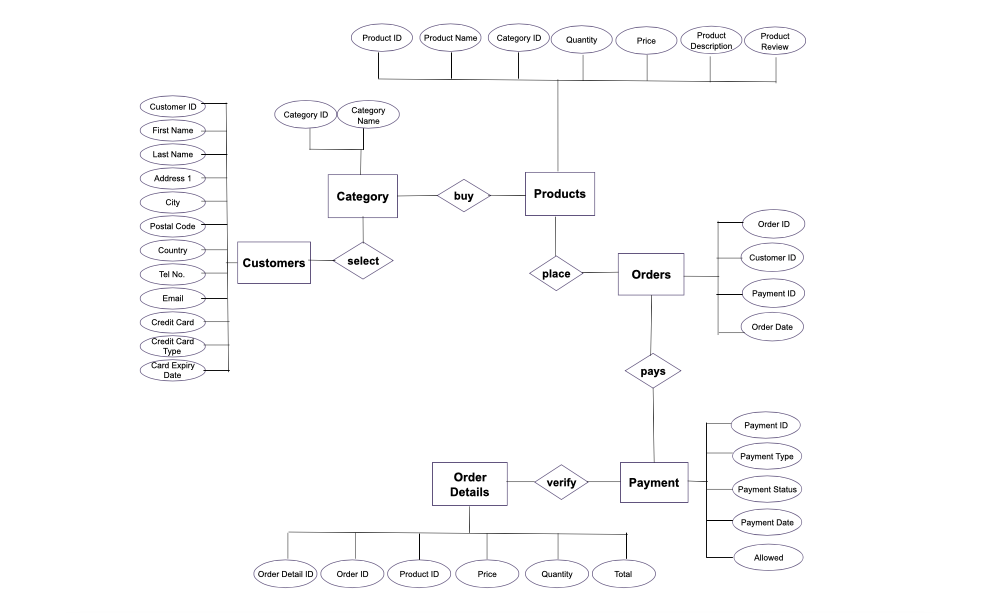 Product ID
Product Name
Category ID
Quantity
Price
Product
Description
Product
Review
Customer ID
First Name
Last Name
Address 1
City
Postal Code
Country
Tel No.
Email
Credit Card
Credit Card
Type
Card Expiry
Date
Category ID
Category
Name
Category
buy
Products
Customers
select
place
Orders
Order ID
Customer ID
Payment ID
Order Date
pays
Order
Details
verify
Payment
Payment ID
Payment Type
Payment Status
Payment Date
Allowed
Order Detail ID
Order ID
Product ID
Price
Quantity
Total